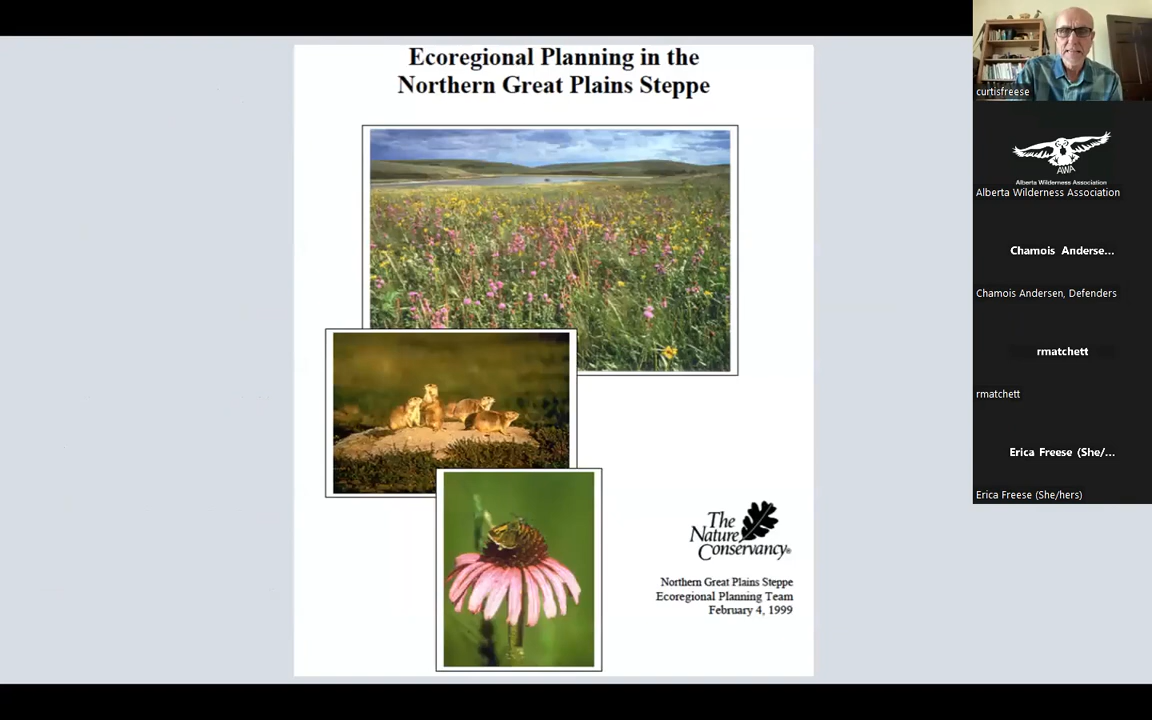 Ecoregional Planning in the
Northern Great Plains Steppe
The
Nature
Conservancy®
Northern Great Plains Steppe
Ecoregional Planning Team
February 4, 1999
curtisfreese
AWA
Alberta Wilderness Association
Alberta Wilderness Association
Chamois Anderse...
Chamois Andersen, Defenders
rmatchett
rmatchett
Erica Freese (She/...
Erica Freese (She/hers)